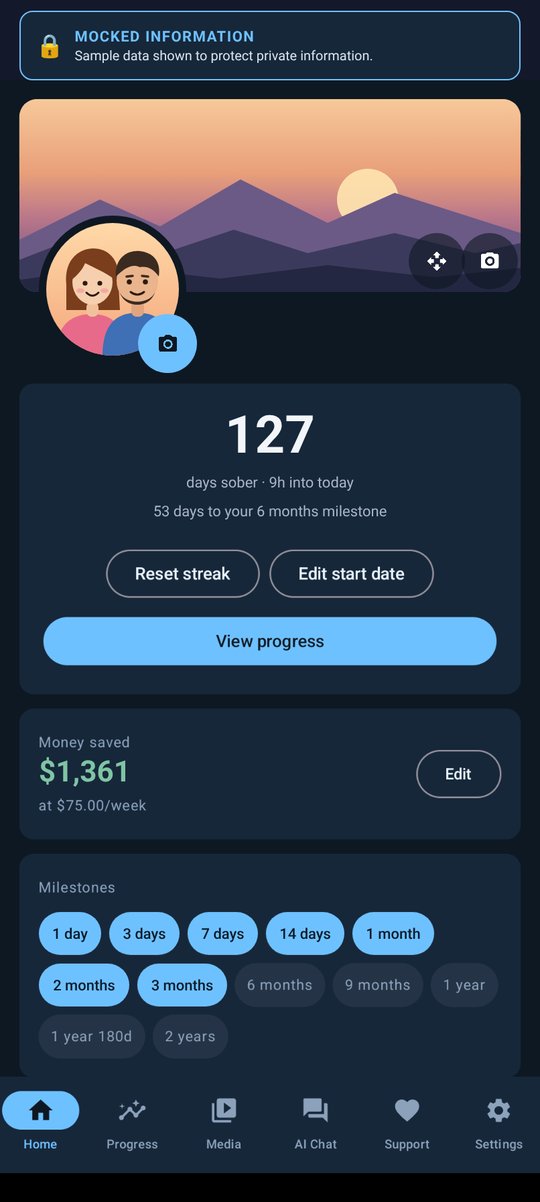 MOCKED INFORMATION
Sample data shown to protect private information.
127
days sober · 9h into today
53 days to your 6 months milestone
Reset streak
Edit start date
View progress
Money saved
$1,361
at $75.00/week
Edit
Milestones
1 day
3 days
7 days
14 days
1 month
2 months
3 months
6 months
9 months
1 year
1 year 180d
2 years
Home
Progress
Media
AI Chat
Support
Settings